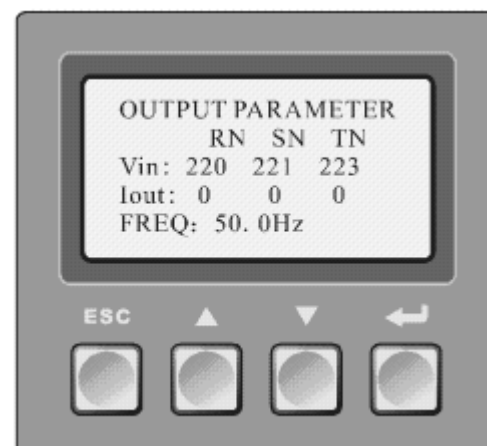 OUTPUT PARAMETER
RN SN TN
Vin: 220 221 223
Iout: 0 0 0
FREQ: 50. 0Hz
ESC